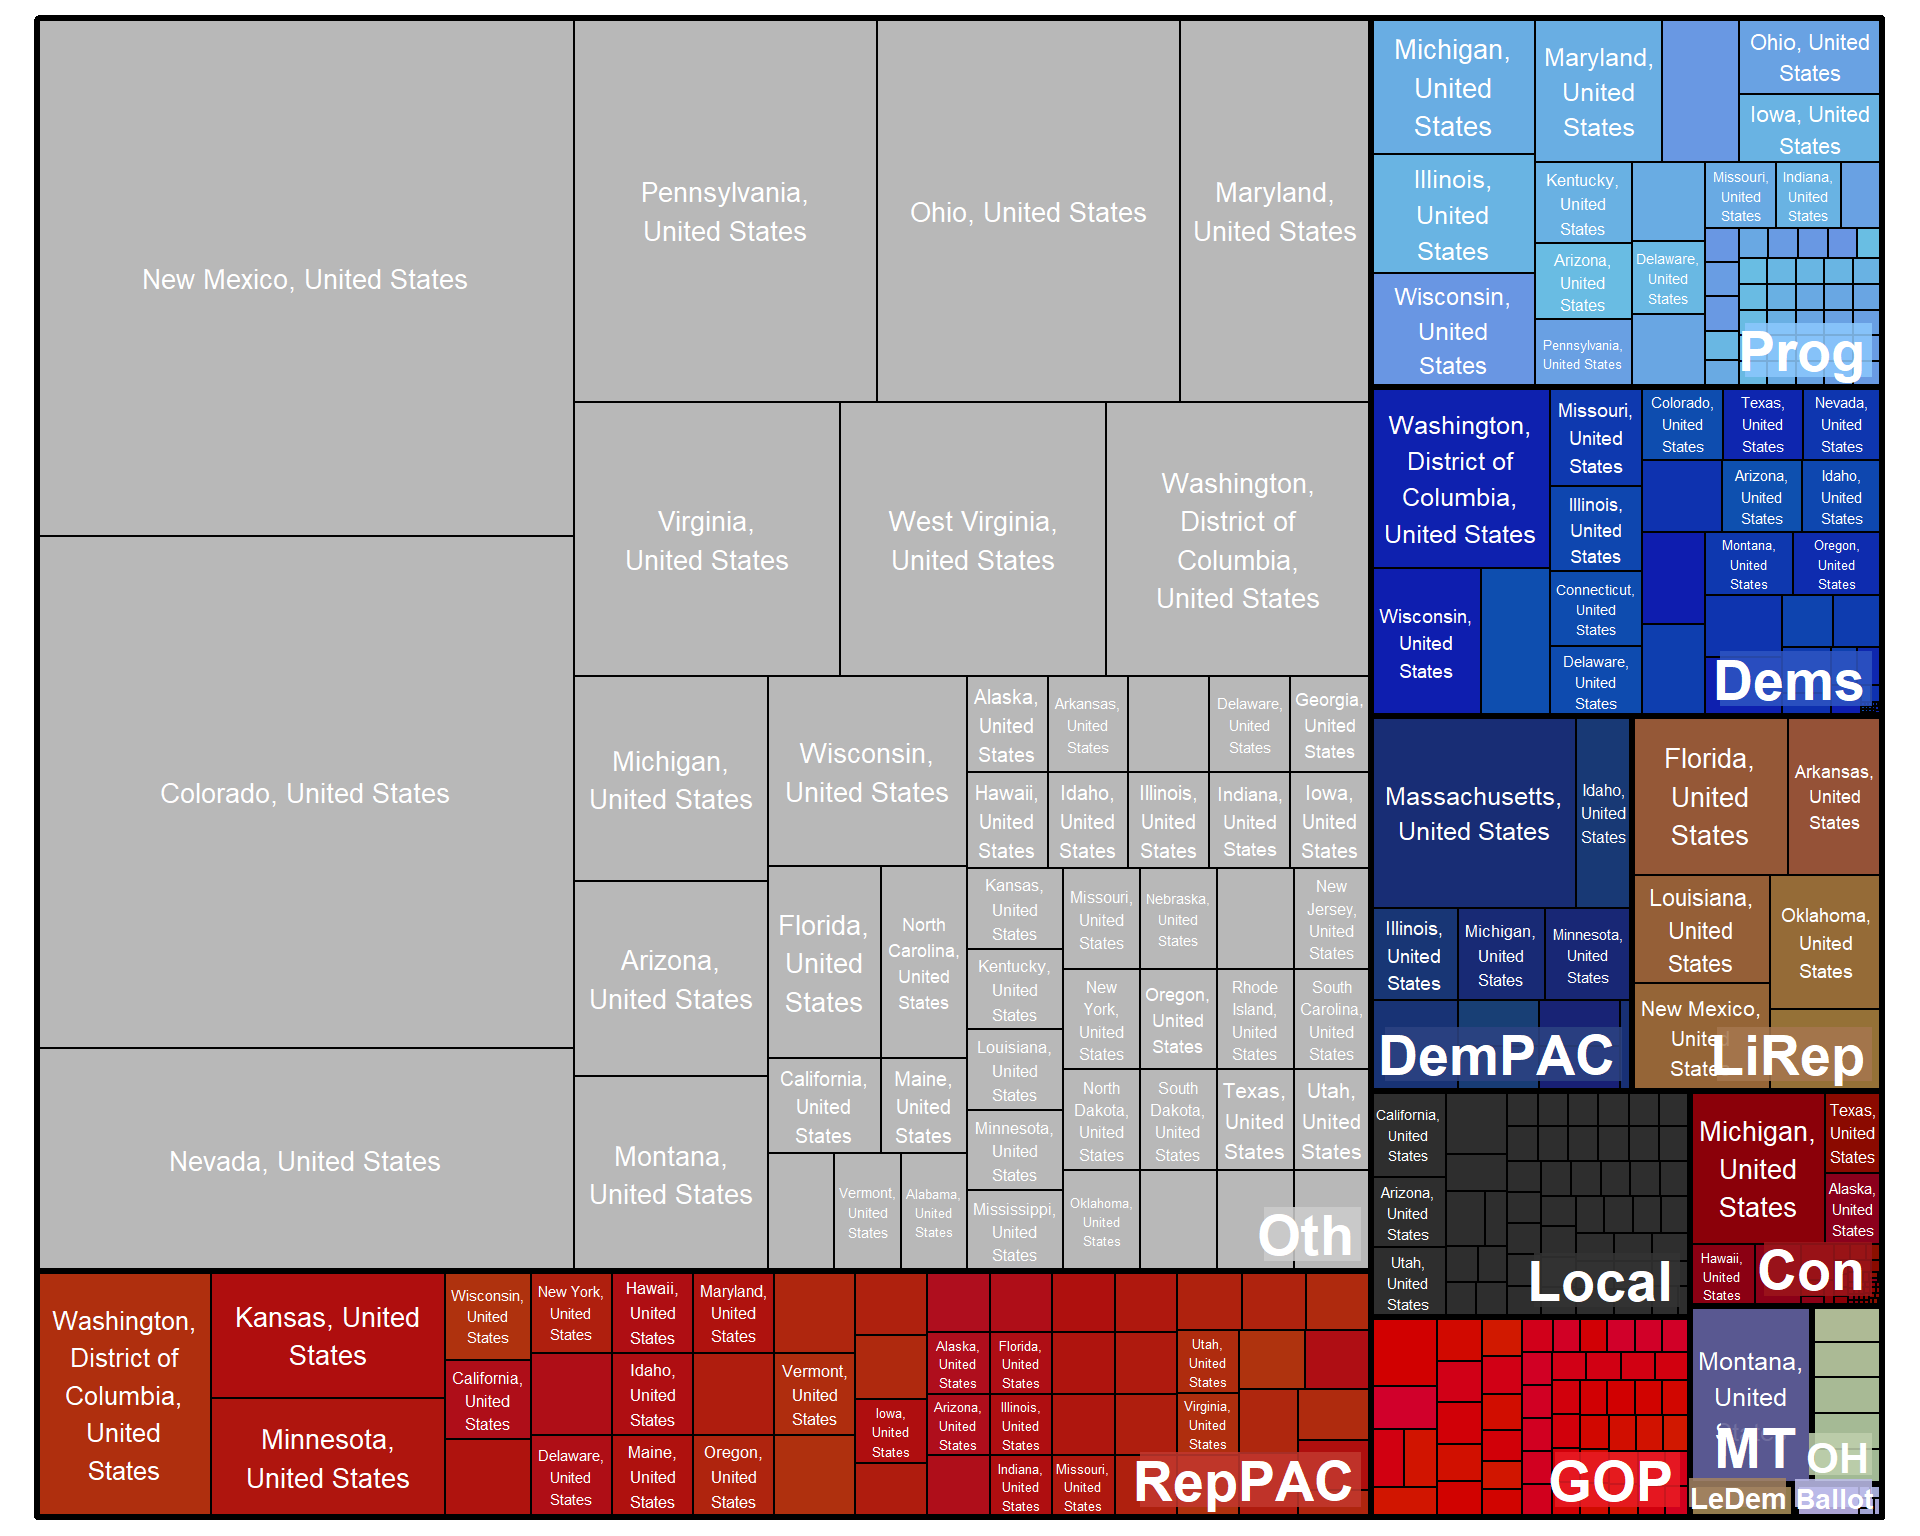 New Mexico, United States
Colorado, United States
Nevada, United States
Pennsylvania,
United States
Ohio, United States
Maryland,
United States
Virginia,
United States
West Virginia,
United States
Washington,
District of
Columbia,
United States
Michigan,
United States
Arizona,
United States
Montana,
United States
Wisconsin,
United States
Florida,
United
States
North
Carolina,
United
States
California,
United
States
Maine,
United
States
Vermont,
United
States
Alabama,
United
States
Alaska,
United
States
Arkansas,
United
States
Delaware,
United
States
Georgia,
United
States
Hawaii,
United
States
Idaho,
United
States
Illinois,
United
States
Indiana,
United
States
Iowa,
United
States
Kansas,
United
States
Kentucky,
United
States
Louisiana,
United
States
Minnesota,
United
States
Mississippi,
United
States
Missouri,
United
States
Nebraska,
United
States
New
Jersey,
United
States
New
York,
United
States
Oregon,
United
States
Rhode
Island,
United
States
South
Carolina,
United
States
North
Dakota,
United
States
South
Dakota,
United
States
Texas,
United
States
Utah,
United
States
Oklahoma,
United
States
Oth
Washington,
District of
Columbia,
United
States
Kansas, United
States
Minnesota,
United States
Wisconsin,
United
States
California,
United
States
New York,
United
States
Delaware,
United
States
Hawaii,
United
States
Idaho,
United
States
Maine,
United
States
Maryland,
United
States
Oregon,
United
States
Vermont,
United
States
Iowa,
United
States
Alaska,
United
States
Arizona,
United
States
Florida,
United
States
Illinois,
United
States
Indiana,
United
States
Missouri,
United
States
Utah,
United
States
Virginia,
United
States
RepPAC
Michigan,
United
States
Illinois,
United
States
Wisconsin,
United
States
Maryland,
United
States
Ohio, United
States
Iowa, United
States
Kentucky,
United
States
Arizona,
United
States
Pennsylvania,
United States
Delaware,
United
States
Missouri,
United
States
Indiana,
United
States
Prog
Washington,
District of
Columbia,
United States
Wisconsin,
United
States
Missouri,
United
States
Illinois,
United
States
Connecticut,
United
States
Delaware,
United
States
Colorado,
United
States
Texas,
United
States
Nevada,
United
States
Arizona,
United
States
Idaho,
United
States
Montana,
United
States
Oregon,
United
States
Dems
Massachusetts,
United States
Idaho,
United
States
Illinois,
United
States
Michigan,
United
States
Minnesota,
United
States
DemPAC
Florida,
United
States
Arkansas,
United
States
Louisiana,
United
States
Oklahoma,
United
States
New Mexico,
United
States
LiRep
California,
United
States
Arizona,
United
States
Utah,
United
States
Local
Michigan,
United
States
Texas,
United
States
Alaska,
United
States
Hawaii,
United
States
Con
GOP
Montana,
United
States
MT
OH
LeDem
Ballot